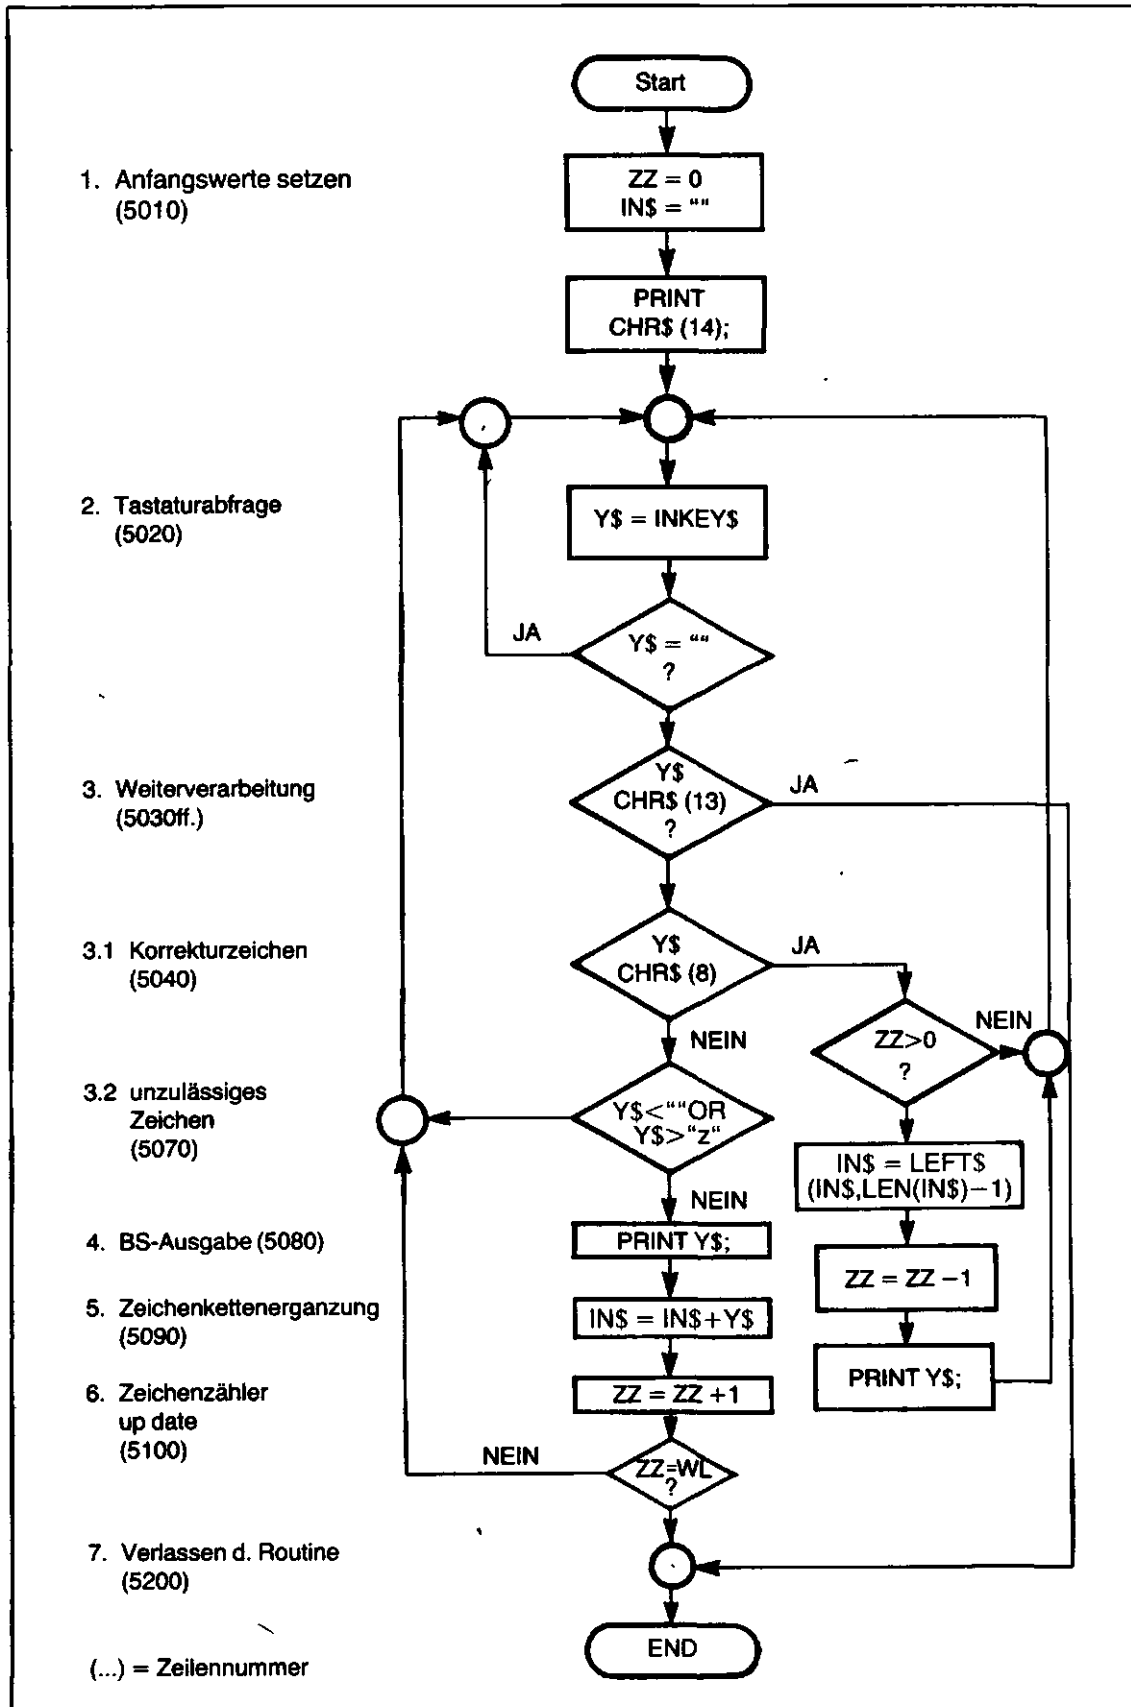 Start
1. Anfangswerte setzen
(5010)
ZZ = 0
IN$ = ““
PRINT
CHR$ (14);
2. Tastaturabfrage
(5020)
Y$ = INKEY$
JA
Y$ = ““
?
3. Weiterverarbeitung
(5030ff.)
Y$
CHR$ (13)
?
JA
3.1 Korrekturzeichen
(5040)
Y$
CHR$ (8)
JA
NEIN
ZZ>0
?
NEIN
3.2 unzulässiges
Zeichen
(5070)
Y$<““OR
Y$>“z“
NEIN
IN$ = LEFT$
(IN$,LEN(IN$)−1)
4. BS-Ausgabe (5080)
PRINT Y$;
ZZ = ZZ −1
5. Zeichenkettenerganzung
(5090)
IN$ = IN$+Y$
PRINT Y$;
6. Zeichenzähler
up date
(5100)
ZZ = ZZ +1
NEIN
ZZ=WL
?
7. Verlassen d. Routine
(5200)
END
(...) = Zeilennummer